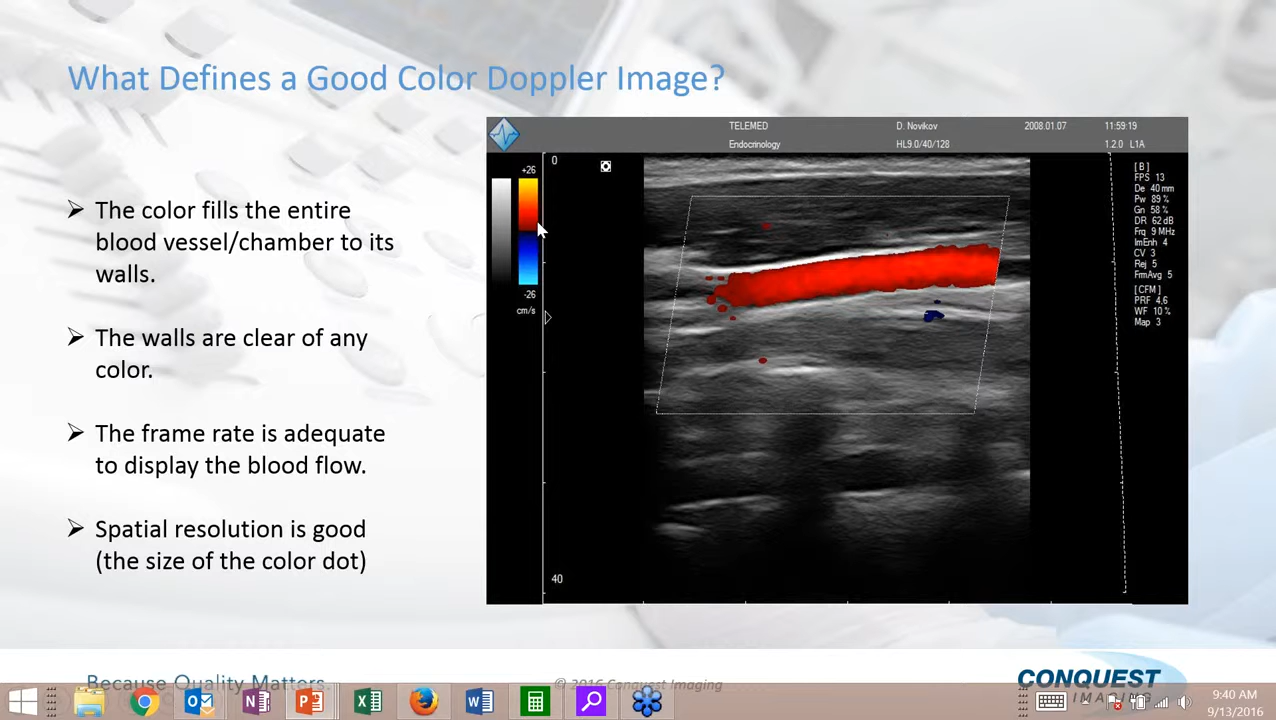 What Defines a Good Color Doppler Image?
The color fills the entire
blood vessel/chamber to its
walls.
The walls are clear of any
color.
The frame rate is adequate
to display the blood flow.
Spatial resolution is good
(the size of the color dot)
TELEMED D. Novikov 2008.01.07 11:59:19
Endocrinology HL9.0/40/128 1.2.0 L1A
+26
-26
cm/s
0
40
[B]
FPS 13
De 40 mm
Pw 89 %
Gn 58 %
DR 62 dB
Frq 9 MHz
ImEnh 4
CV 3
Rej 5
FrmAvg 5
[CFM]
PRF 4,6
WF 10 %
Map 3
Because Quality Matters.
© 2016 Conquest Imaging
CONQUEST
IMAGING
9:40 AM
9/13/2016